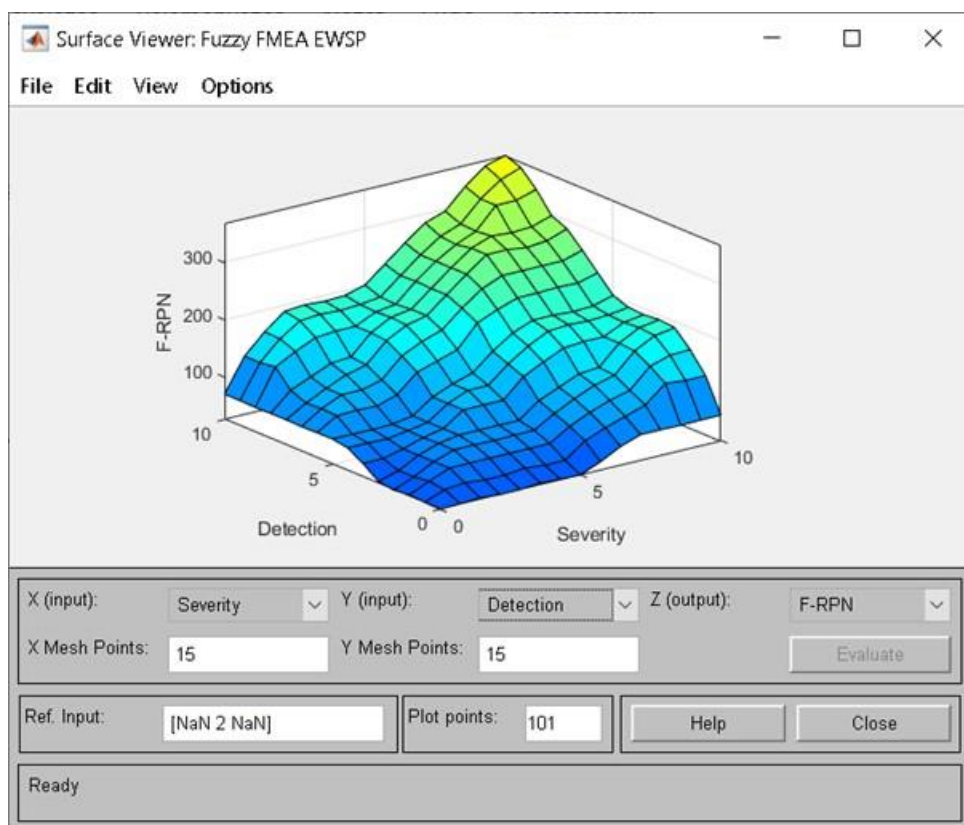 Surface Viewer: Fuzzy FMEA EWSP
File Edit View Options
300
200
100
F-RPN
10
5
0
Detection
0
5
10
Severity
X (input): Severity Y (input): Detection Z (output): F-RPN
X Mesh Points: 15 Y Mesh Points: 15 Evaluate
Ref. Input: [NaN 2 NaN] Plot points: 101 Help Close
Ready